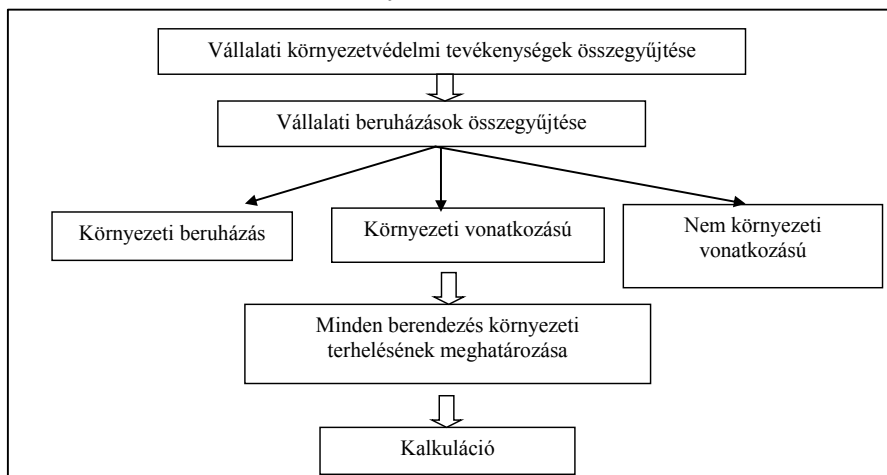 Vállalati környezetvédelmi tevékenységek összegyűjtése
Vállalati beruházások összegyűjtése
Környezeti beruházás
Környezeti vonatkozású
Nem környezeti
vonatkozású
Minden berendezés környezeti
terhelésének meghatározása
Kalkuláció